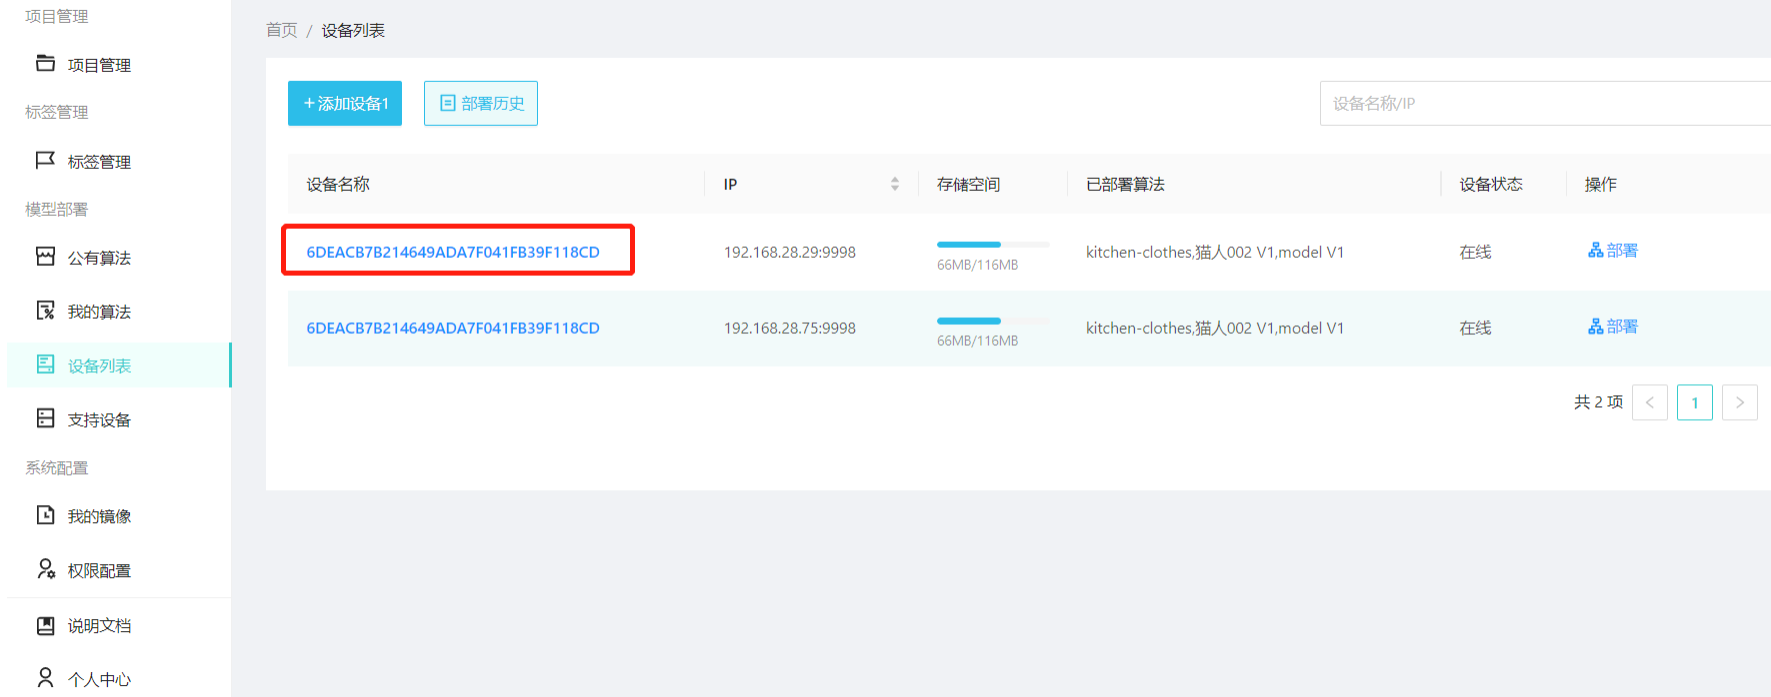 项目管理
项目管理
标签管理
标签管理
模型部署
公有算法
我的算法
设备列表
支持设备
系统配置
我的镜像
权限配置
说明文档
个人中心
首页 / 设备列表
+添加设备1
部署历史
设备名称/IP
设备名称 IP 存储空间 已部署算法 设备状态 操作
6DEACB7B214649ADA7F041FB39F118CD 192.168.28.29:9998 66MB/116MB kitchen-clothes,猫人002 V1,model V1 在线 部署
6DEACB7B214649ADA7F041FB39F118CD 192.168.28.75:9998 66MB/116MB kitchen-clothes,猫人002 V1,model V1 在线 部署
共 2 项 < 1 >